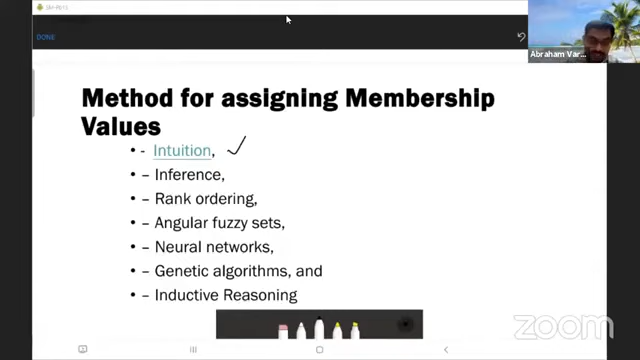 DONE
Abraham Var...
Method for assigning Membership
Values
• - Intuition,
• – Inference,
• – Rank ordering,
• – Angular fuzzy sets,
• – Neural networks,
• – Genetic algorithms, and
• – Inductive Reasoning
zoom